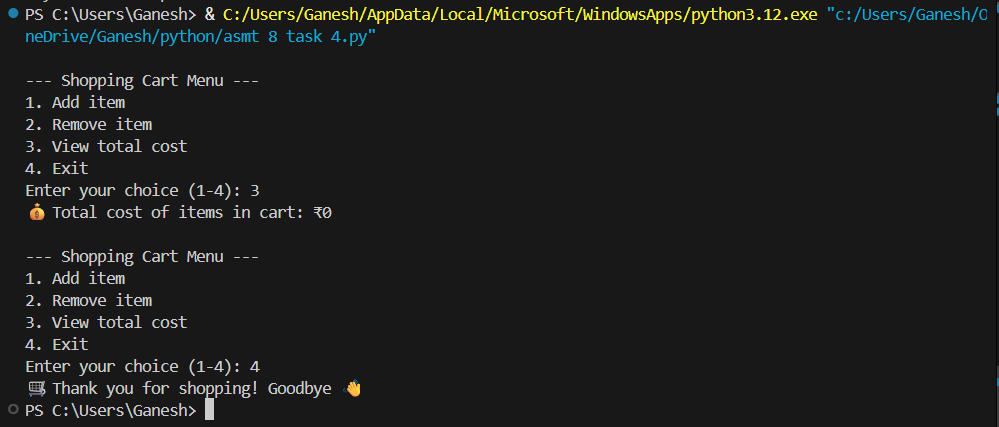 PS C:\Users\Ganesh> & C:/Users/Ganesh/AppData/Local/Microsoft/WindowsApps/python3.12.exe "c:/Users/Ganesh/O
neDrive/Ganesh/python/asmt 8 task 4.py"
--- Shopping Cart Menu ---
1. Add item
2. Remove item
3. View total cost
4. Exit
Enter your choice (1-4): 3
💰 Total cost of items in cart: ₹0
--- Shopping Cart Menu ---
1. Add item
2. Remove item
3. View total cost
4. Exit
Enter your choice (1-4): 4
🛒 Thank you for shopping! Goodbye 👋
PS C:\Users\Ganesh>